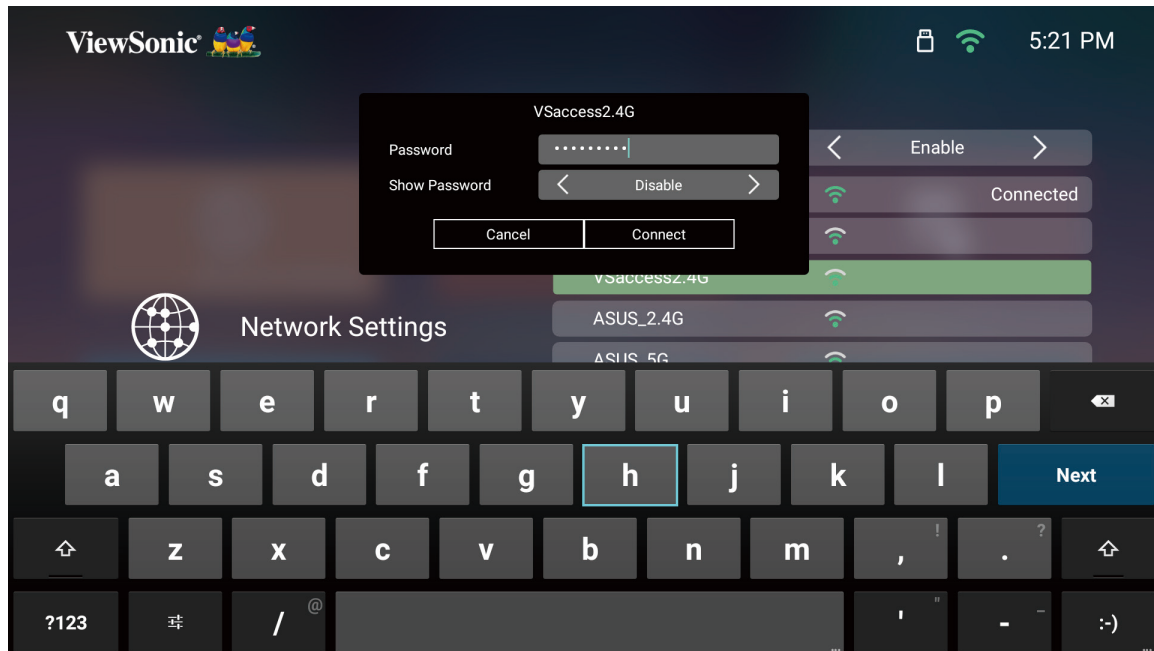 ViewSonic®
5:21 PM
VSaccess2.4G
Password ·········
Show Password Disable
Cancel Connect
Enable
Connected
VSaccess2.4G
ASUS_2.4G
ASUS_5G
Network Settings
q w e r t y u i o p
a s d f g h j k l Next
z x c v b n m , ! . ?
?123 / @ ' " - _ :-)